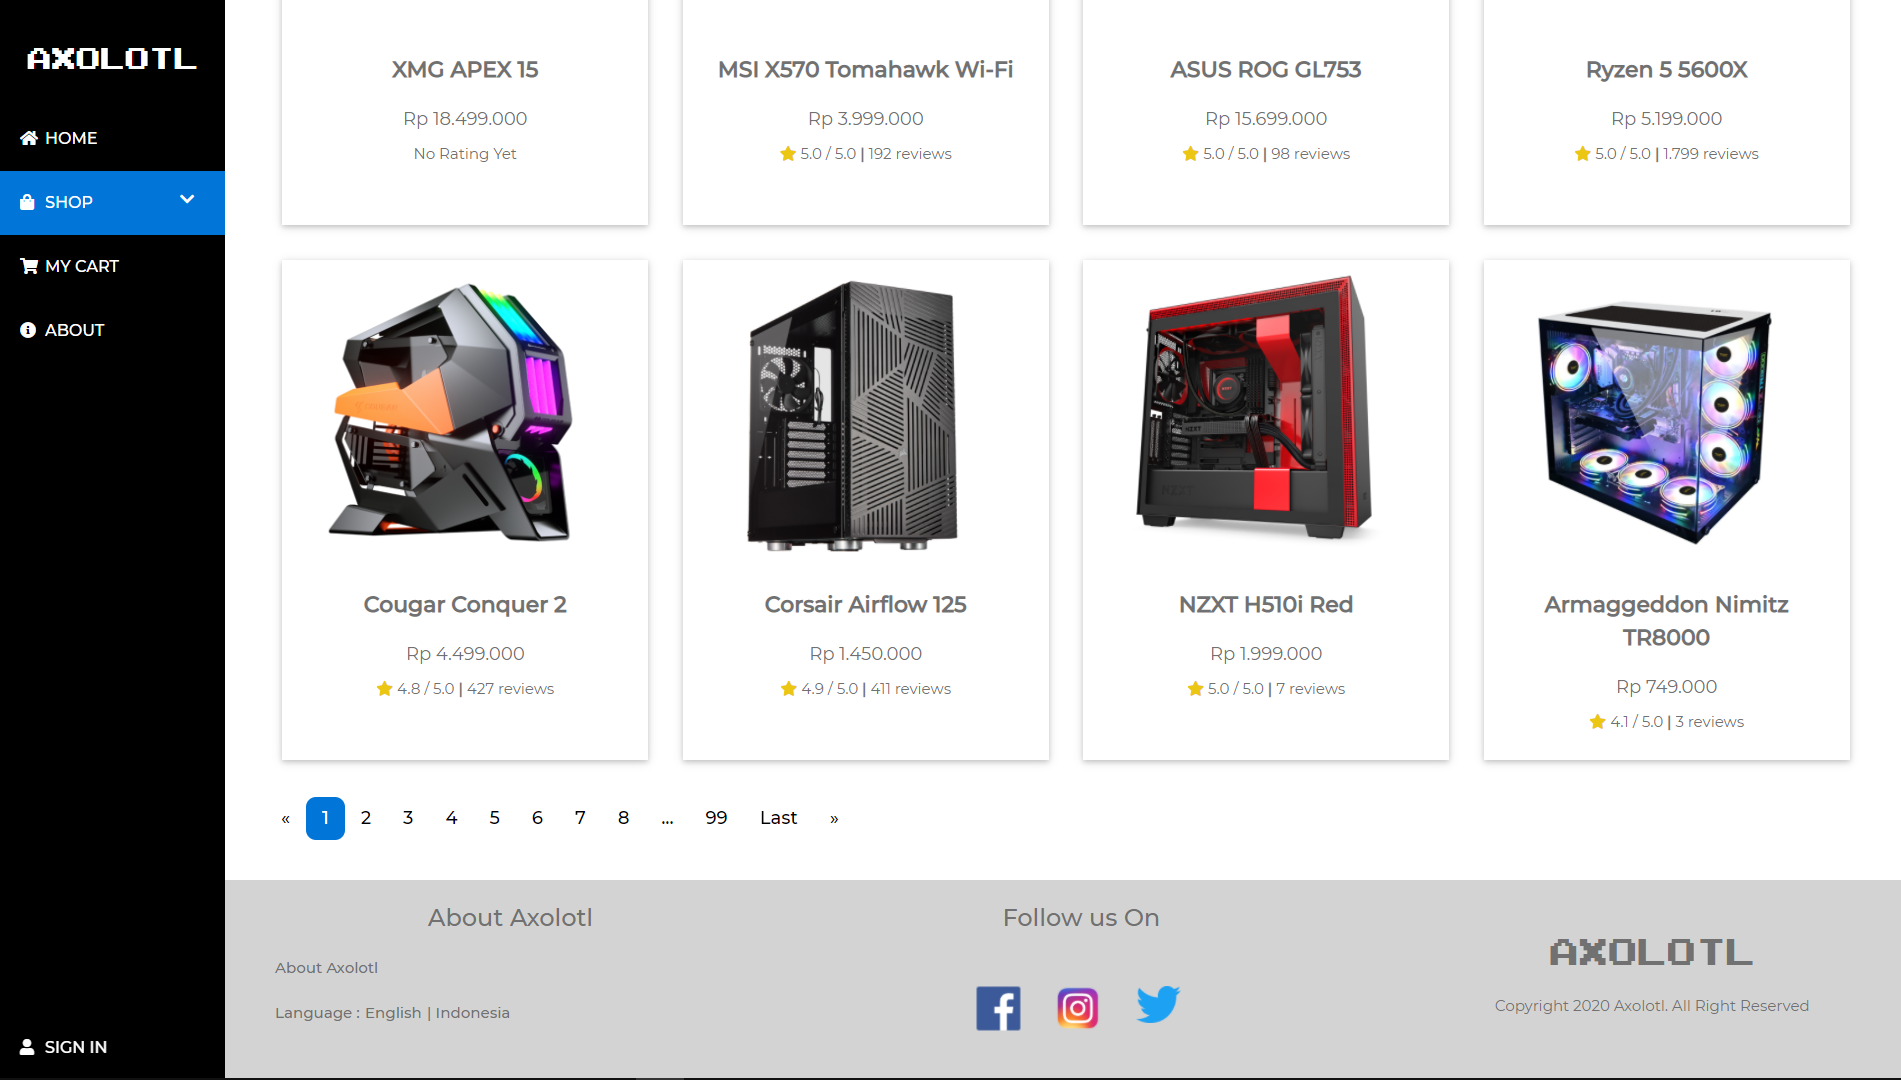 AXOLOTL
HOME
SHOP
MY CART
ABOUT
SIGN IN
XMG APEX 15
Rp 18.499.000
No Rating Yet
MSI X570 Tomahawk Wi-Fi
Rp 3.999.000
5.0 / 5.0 | 192 reviews
ASUS ROG GL753
Rp 15.699.000
5.0 / 5.0 | 98 reviews
Ryzen 5 5600X
Rp 5.199.000
5.0 / 5.0 | 1.799 reviews
Cougar Conquer 2
Rp 4.499.000
4.8 / 5.0 | 427 reviews
Corsair Airflow 125
Rp 1.450.000
4.9 / 5.0 | 411 reviews
NZXT
NZXT
NZXT H510i Red
Rp 1.999.000
5.0 / 5.0 | 7 reviews
Armaggeddon Nimitz
TR8000
Rp 749.000
4.1 / 5.0 | 3 reviews
« 1 2 3 4 5 6 7 8 ... 99 Last »
About Axolotl
About Axolotl
Language : English | Indonesia
Follow us On
AXOLOTL
Copyright 2020 Axolotl. All Right Reserved